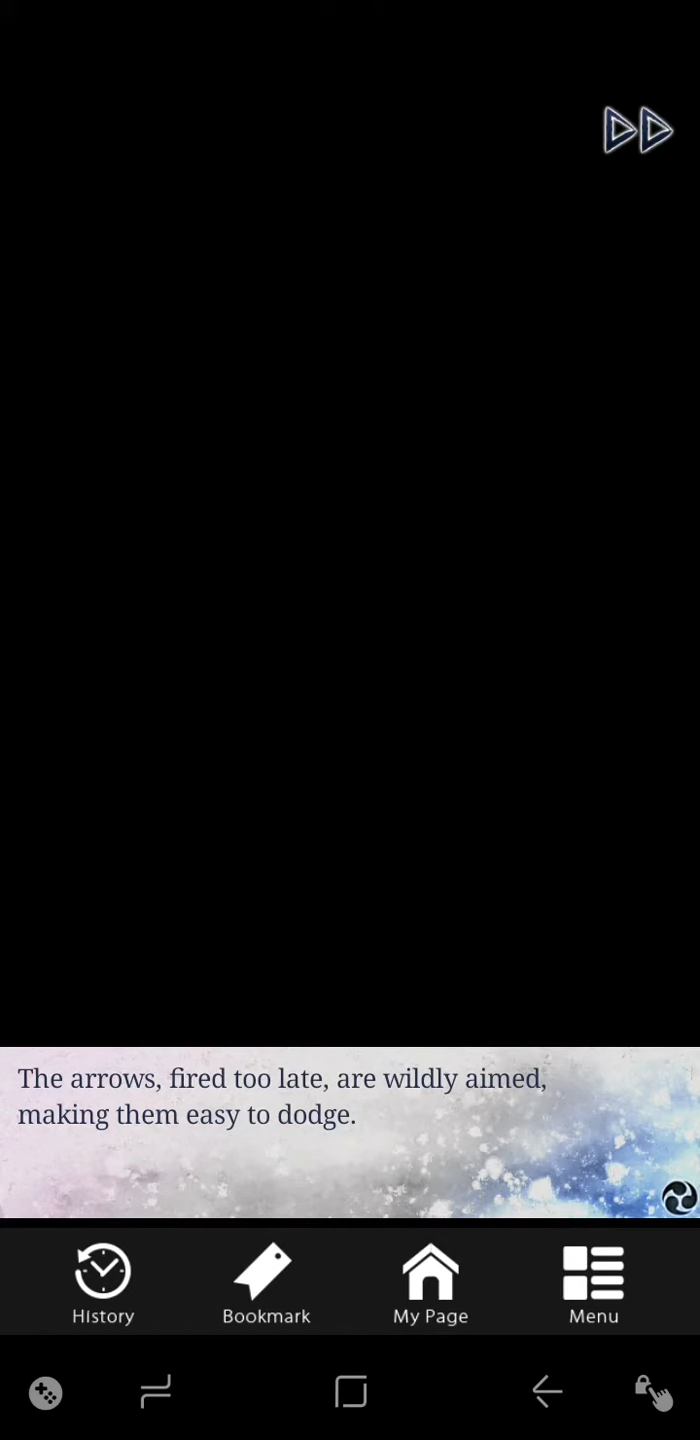 The arrows, fired too late, are wildly aimed,
making them easy to dodge.
History
Bookmark
My Page
Menu